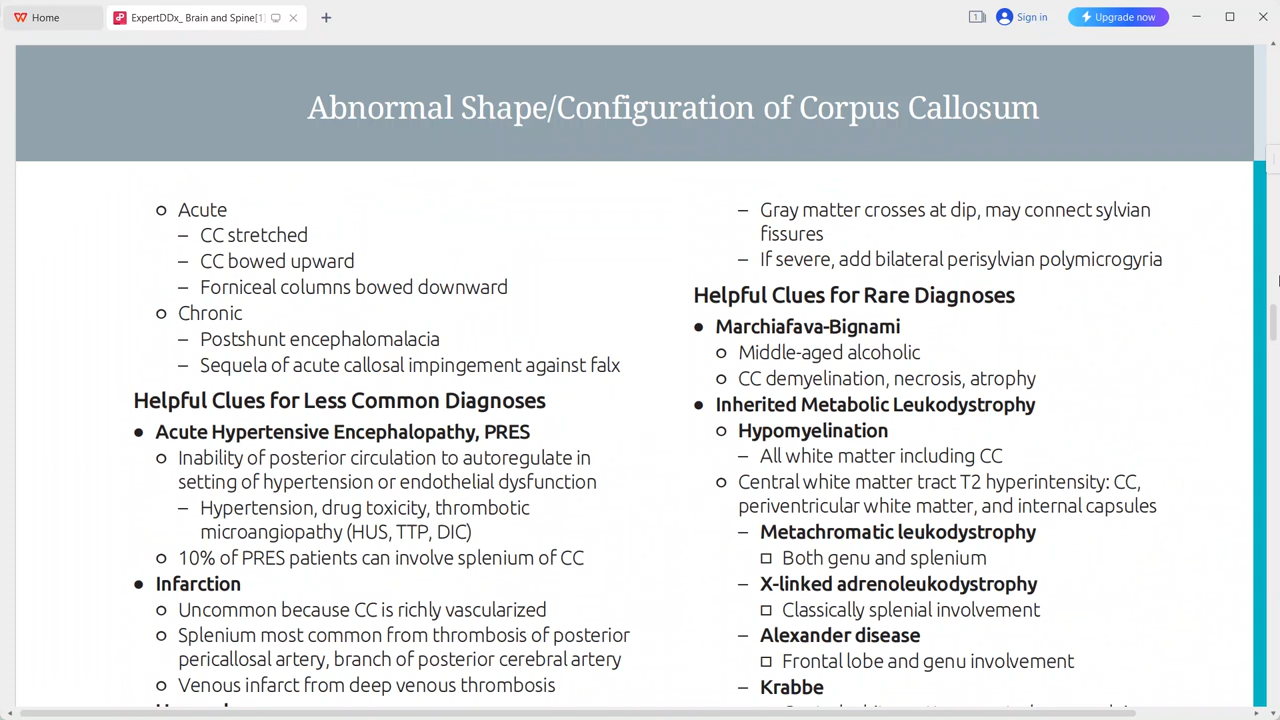 Home
ExpertDDx_ Brain and Spine[1]
1
Sign in
Upgrade now
Abnormal Shape/Configuration of Corpus Callosum
○ Acute
– CC stretched
– CC bowed upward
– Forniceal columns bowed downward
○ Chronic
– Postshunt encephalomalacia
– Sequela of acute callosal impingement against falx
Helpful Clues for Less Common Diagnoses
● Acute Hypertensive Encephalopathy, PRES
○ Inability of posterior circulation to autoregulate in
setting of hypertension or endothelial dysfunction
– Hypertension, drug toxicity, thrombotic
microangiopathy (HUS, TTP, DIC)
○ 10% of PRES patients can involve splenium of CC
● Infarction
○ Uncommon because CC is richly vascularized
○ Splenium most common from thrombosis of posterior
pericallosal artery, branch of posterior cerebral artery
○ Venous infarct from deep venous thrombosis
– Gray matter crosses at dip, may connect sylvian
fissures
– If severe, add bilateral perisylvian polymicrogyria
Helpful Clues for Rare Diagnoses
● Marchiafava-Bignami
○ Middle-aged alcoholic
○ CC demyelination, necrosis, atrophy
● Inherited Metabolic Leukodystrophy
○ Hypomyelination
– All white matter including CC
○ Central white matter tract T2 hyperintensity: CC,
periventricular white matter, and internal capsules
– Metachromatic leukodystrophy
□ Both genu and splenium
– X-linked adrenoleukodystrophy
□ Classically splenial involvement
– Alexander disease
□ Frontal lobe and genu involvement
– Krabbe